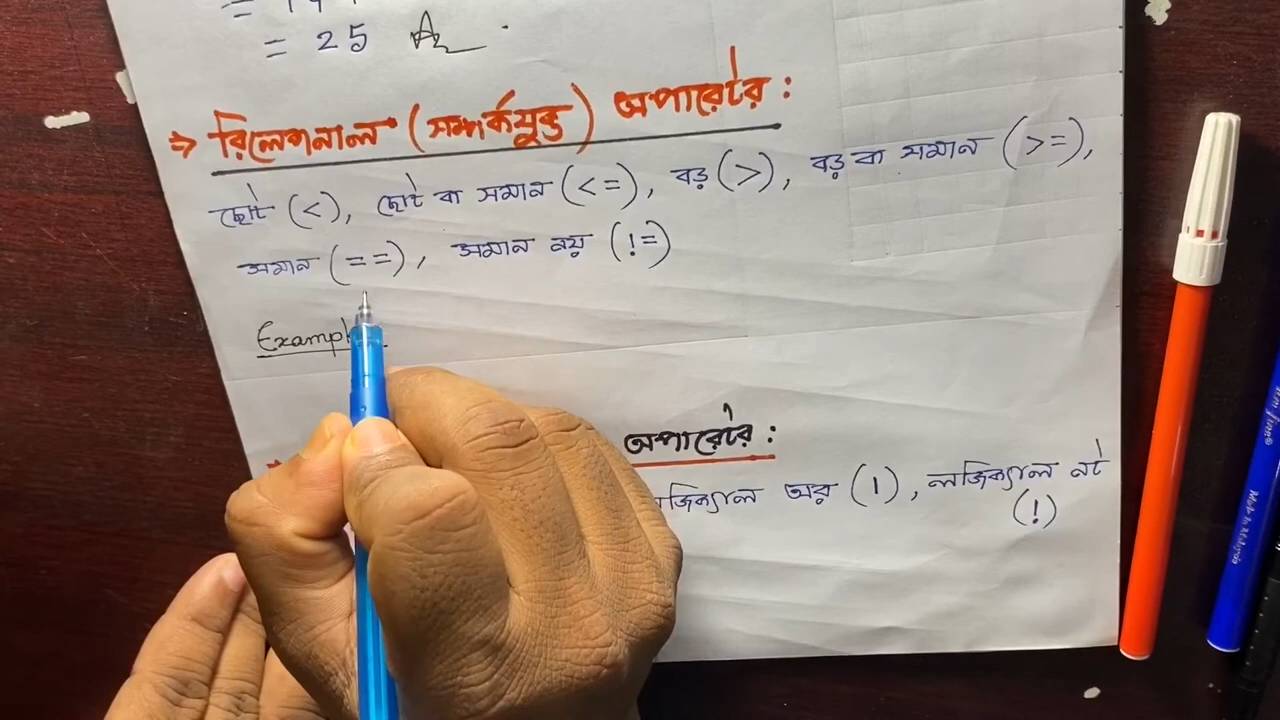 = 25 Ans
⇒ রিলেশনাল (সম্পর্কযুক্ত) অপারেটর :
ছোট (<), ছোট বা সমান (<=), বড় (>), বড় বা সমান (>=),
সমান (==), সমান নয় (!=)
Exampl
অপারেটর :
লজিক্যাল অর (|), লজিক্যাল নট
(!)